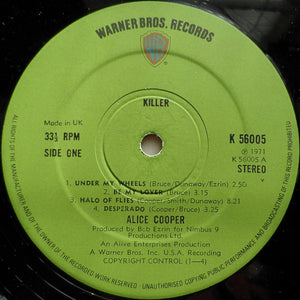 WARNER BROS. RECORDS
KILLER
Made in UK
33⅓ RPM
SIDE ONE
K 56005
℗ 1971
K 56005 A
STEREO
1. UNDER MY WHEELS (Bruce/Dunaway/Ezrin) 2.50
2. BE MY LOVER (Bruce) 3.15
3. HALO OF FLIES (Cooper/Smith/Dunaway) 8.21
4. DESPERADO (Cooper/Bruce) 3.25
ALICE COOPER
Produced by Bob Ezrin for Nimbus 9
Productions Ltd.
An Alive Enterprises Production
A Warner Bros. Inc. U.S.A. Recording
COPYRIGHT CONTROL (1—4)
ALL RIGHTS OF THE MANUFACTURER AND OF THE OWNER OF THE RECORDED WORK RESERVED
UNAUTHORISED COPYING PUBLIC PERFORMANCE AND BROADCASTING OF THIS RECORD PROHIBITED